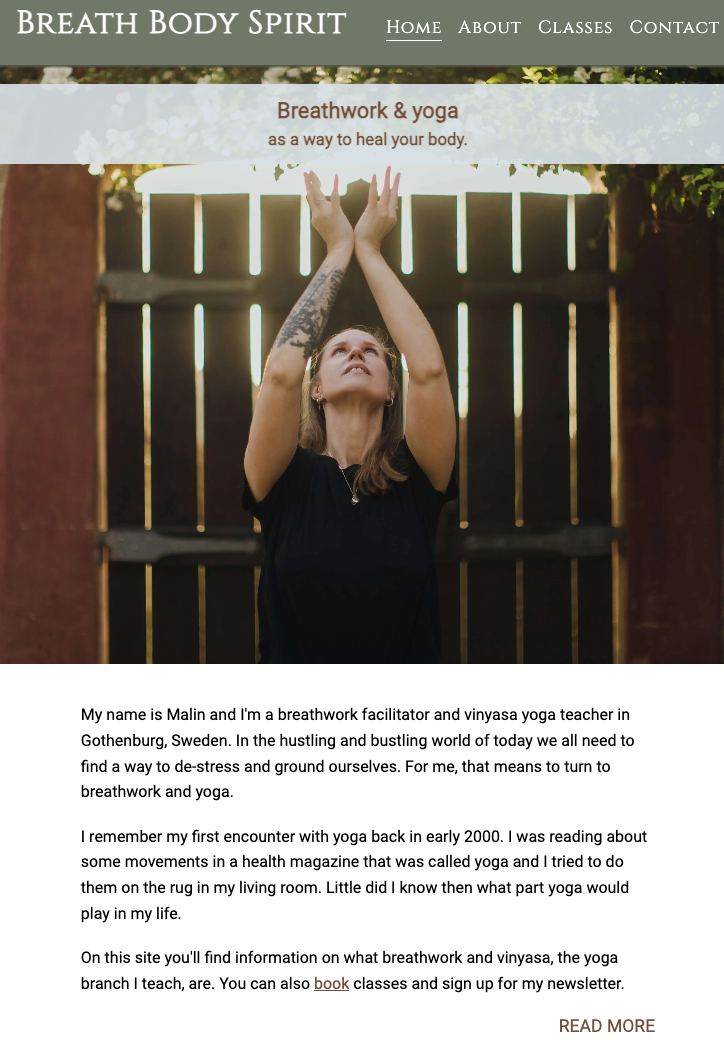 Breath Body Spirit
Home About Classes Contact
Breathwork & yoga
as a way to heal your body.
My name is Malin and I'm a breathwork facilitator and vinyasa yoga teacher in
Gothenburg, Sweden. In the hustling and bustling world of today we all need to
find a way to de-stress and ground ourselves. For me, that means to turn to
breathwork and yoga.
I remember my first encounter with yoga back in early 2000. I was reading about
some movements in a health magazine that was called yoga and I tried to do
them on the rug in my living room. Little did I know then what part yoga would
play in my life.
On this site you'll find information on what breathwork and vinyasa, the yoga
branch I teach, are. You can also book classes and sign up for my newsletter.
READ MORE